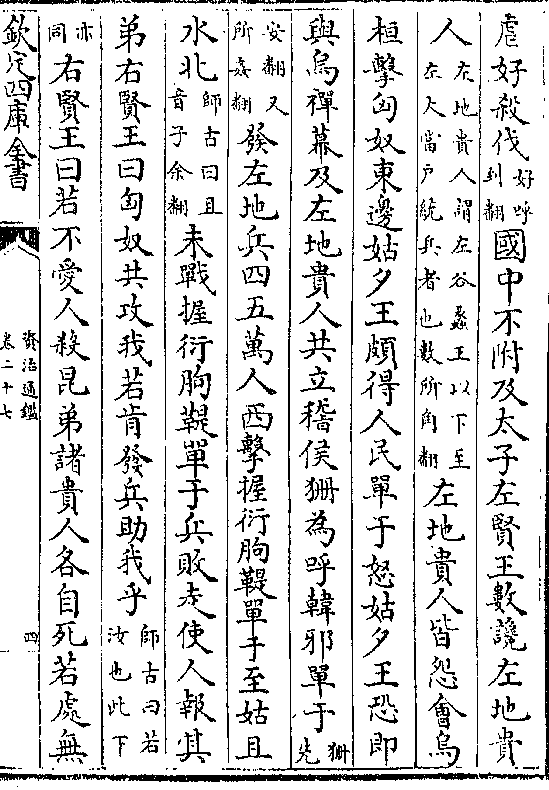 虐好殺伐好呼到翻國中不附及太子左賢王數讒左地貴
人左地貴人謂左谷蠡王以下至左大當户統兵者也數所角翻左地貴人皆怨會烏
桓擊匈奴東邊姑夕王頗得人民單于怒姑夕王恐即
與烏禪幕及左地貴人共立稽侯狦為呼韓邪單于狦先
安翻又所姦翻發左地兵四五萬人西擊握衍朐鞮單于至姑且
水北師古曰且音子余翻未戰握衍朐鞮單于兵敗走使人報其
弟右賢王曰匈奴共攻我若肯發兵助我乎師古曰若汝也此下
亦同右賢王曰若不愛人殺昆弟諸貴人各自死若處無
欽定四庫全書
資治通鑑
卷二十七
四